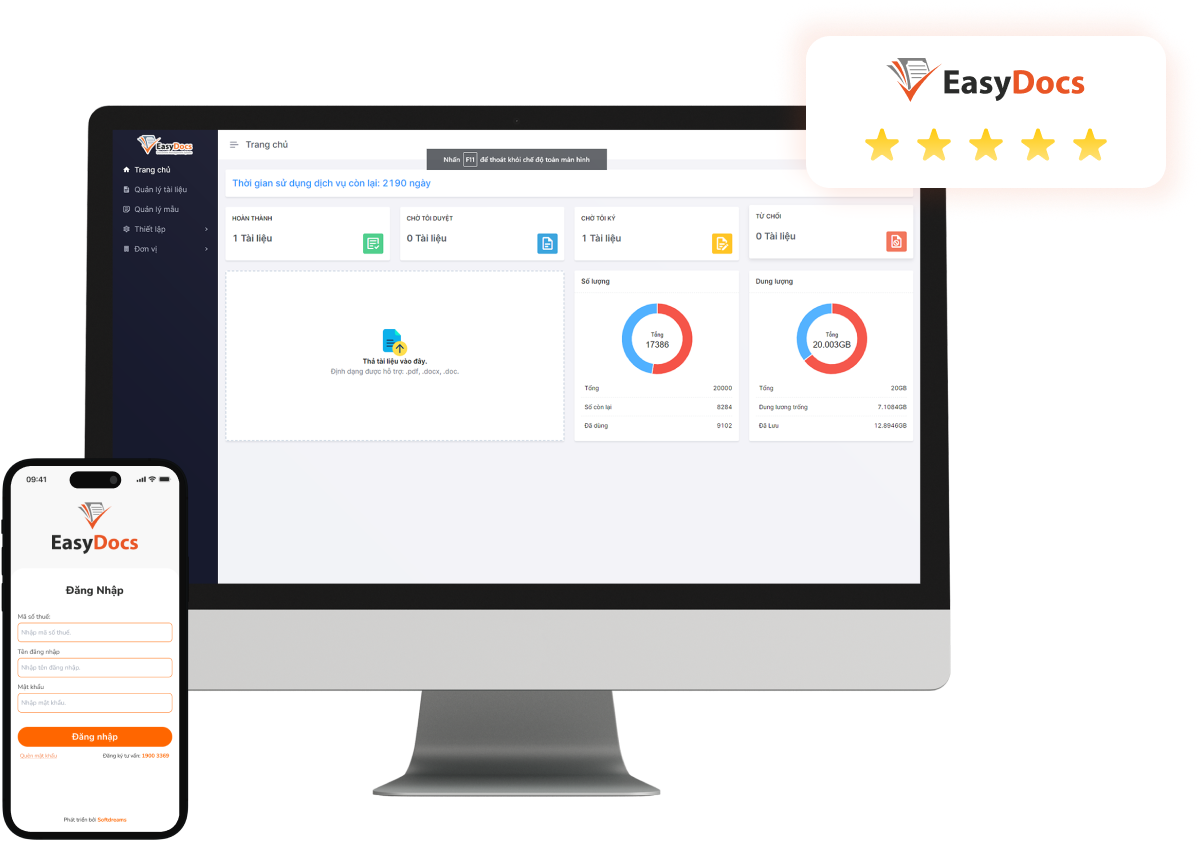 EasyDocs
EasyDocs
Trang chủ
Quản lý tài liệu
Quản lý mẫu
Thiết lập
Đơn vị
Trang chủ
Nhấn F11 để thoát khỏi chế độ toàn màn hình
Thời gian sử dụng dịch vụ còn lại: 2190 ngày
HOÀN THÀNH
1 Tài liệu
CHỜ TÔI DUYỆT
0 Tài liệu
CHỜ TÔI KÝ
1 Tài liệu
TỪ CHỐI
0 Tài liệu
Thả tài liệu vào đây.
Định dạng được hỗ trợ: .pdf, .docx, .doc.
Số lượng
Tổng
17386
Tổng 20000
Số còn lại 8284
Đã dùng 9102
Dung lượng
Tổng
20.003GB
Tổng 20GB
Dung lượng trống 7.1084GB
Đã Lưu 12.8946GB
09:41
EasyDocs
Đăng Nhập
Mã số thuế:
Nhập mã số thuế.
Tên đăng nhập
Nhập tên đăng nhập.
Mật khẩu
Nhập mật khẩu.
Đăng nhập
Quên mật khẩu Đăng ký tư vấn: 1900 3369
Phát triển bởi Softdreams